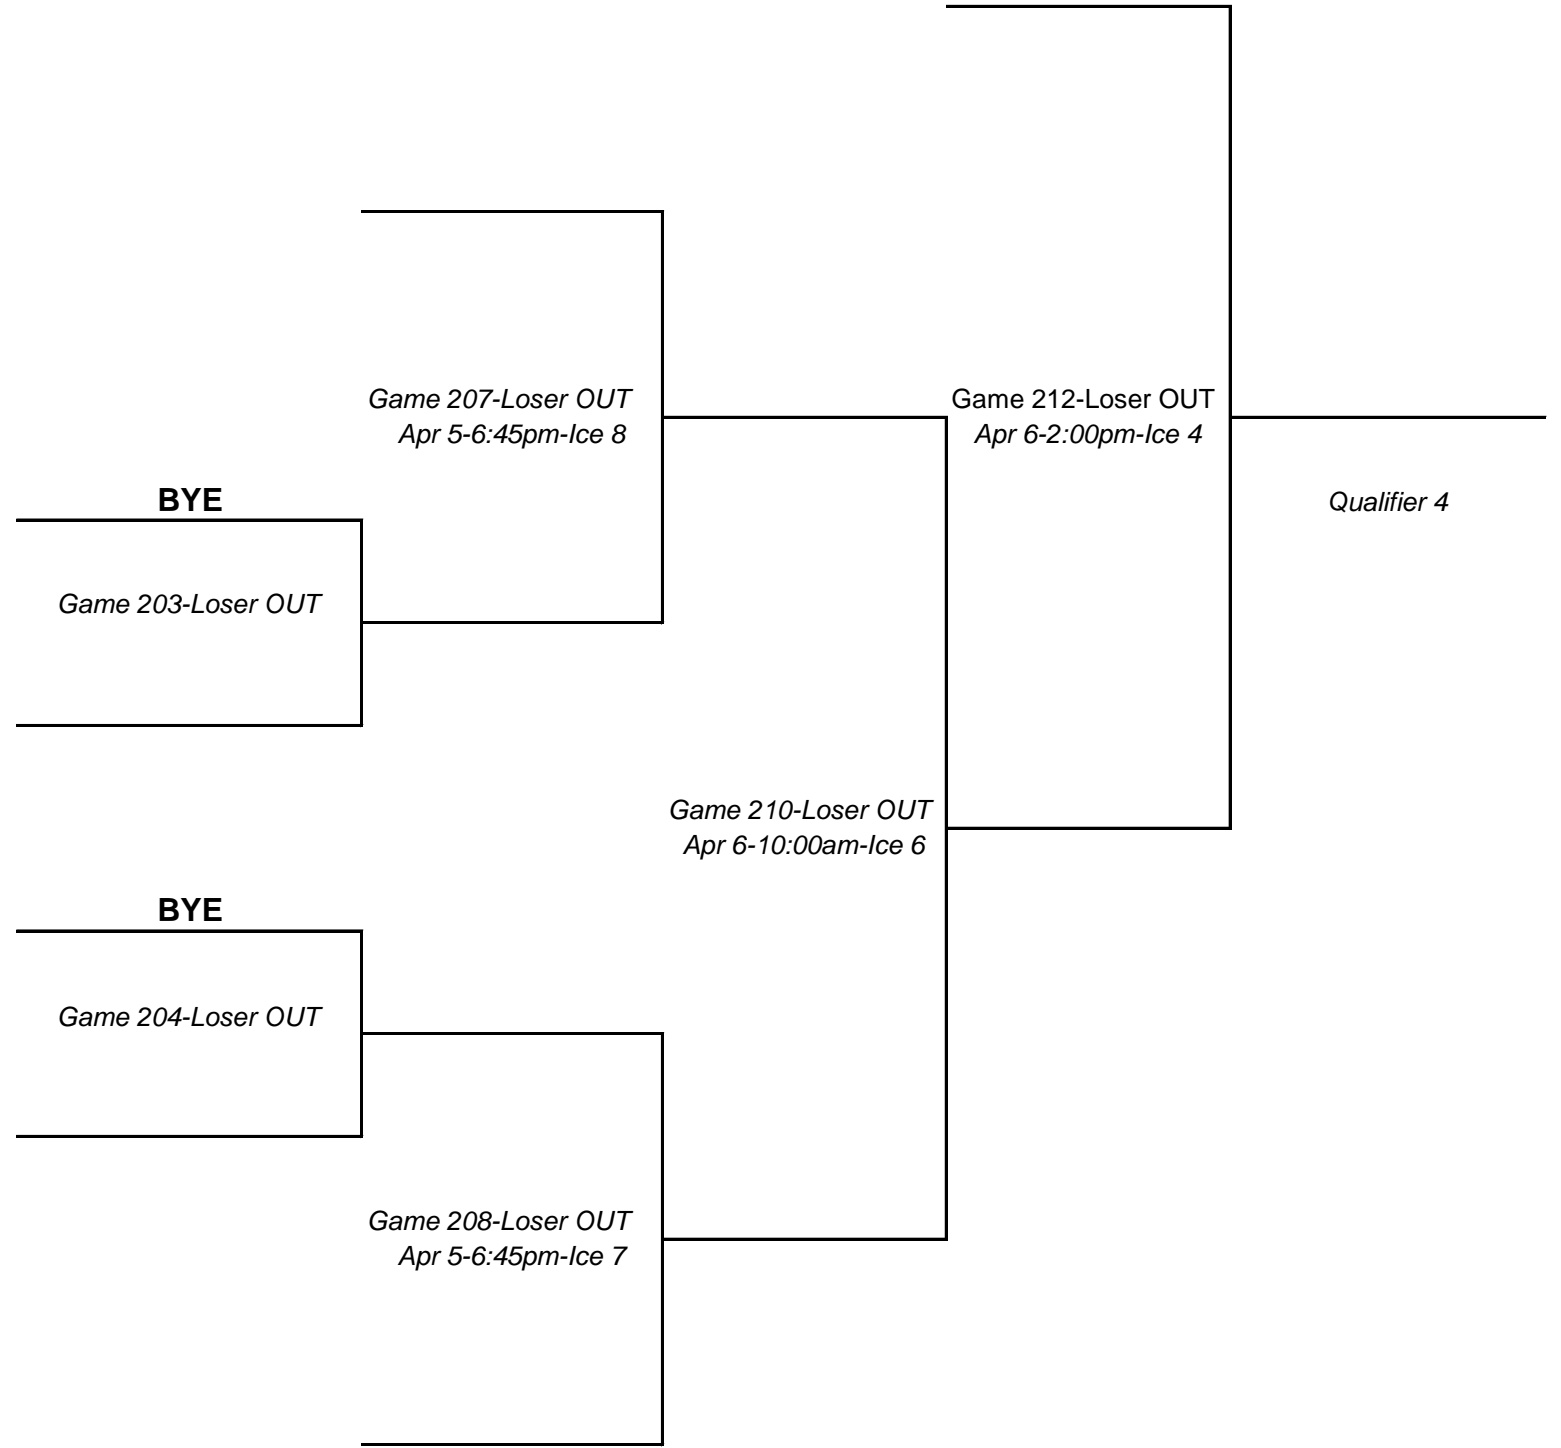 Game 207-Loser OUT
Apr 5-6:45pm-Ice 8
Game 212-Loser OUT
Apr 6-2:00pm-Ice 4
BYE
Qualifier 4
Game 203-Loser OUT
Game 210-Loser OUT
Apr 6-10:00am-Ice 6
BYE
Game 204-Loser OUT
Game 208-Loser OUT
Apr 5-6:45pm-Ice 7